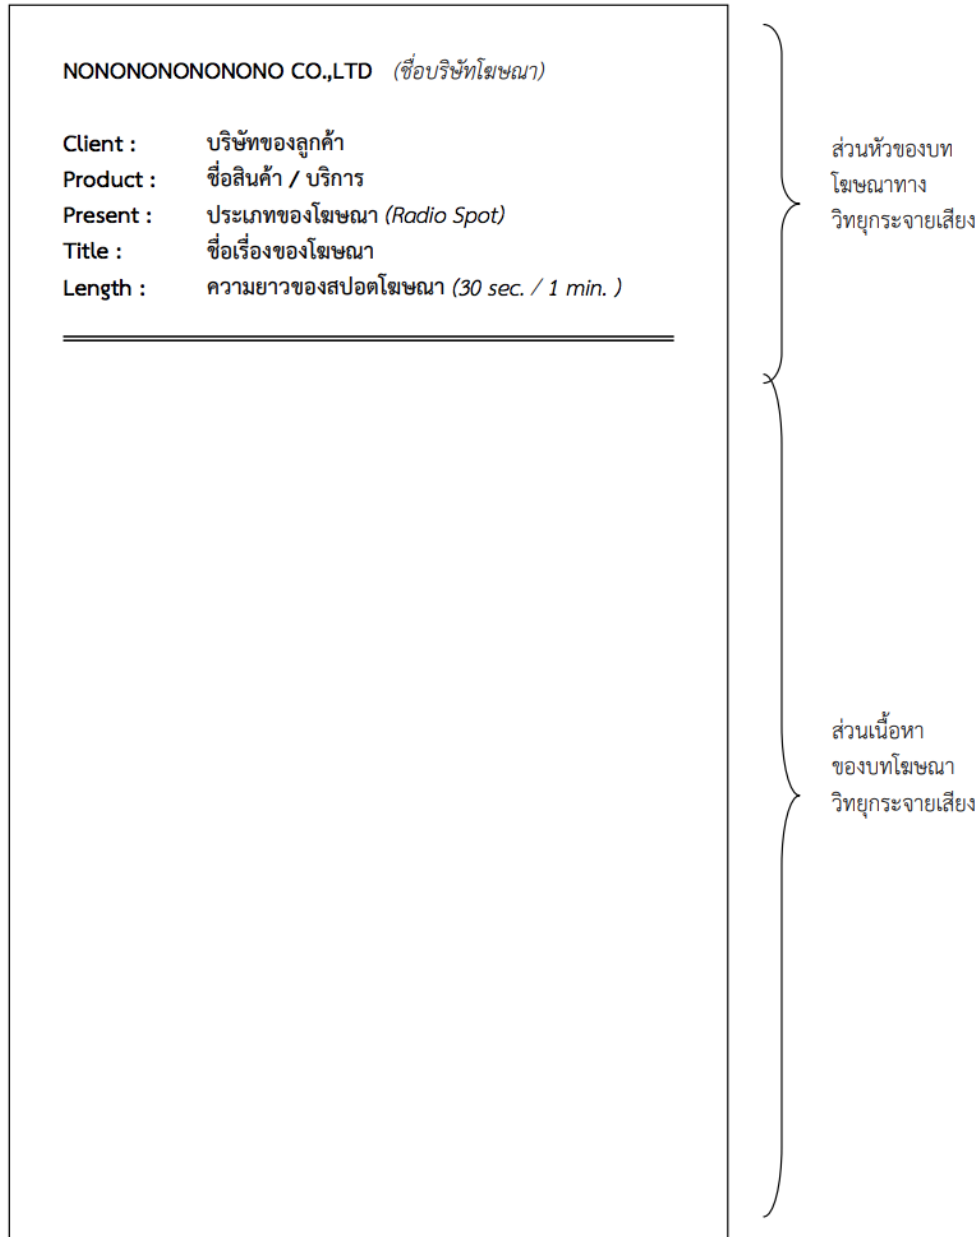 NONONONONONONO CO.,LTD (ชื่อบริษัทโฆษณา)
Client : บริษัทของลูกค้า
Product : ชื่อสินค้า / บริการ
Present : ประเภทของโฆษณา (Radio Spot)
Title : ชื่อเรื่องของโฆษณา
Length : ความยาวของสปอตโฆษณา (30 sec. / 1 min. )
ส่วนหัวของบท
โฆษณาทาง
วิทยุกระจายเสียง
ส่วนเนื้อหา
ของบทโฆษณา
วิทยุกระจายเสียง